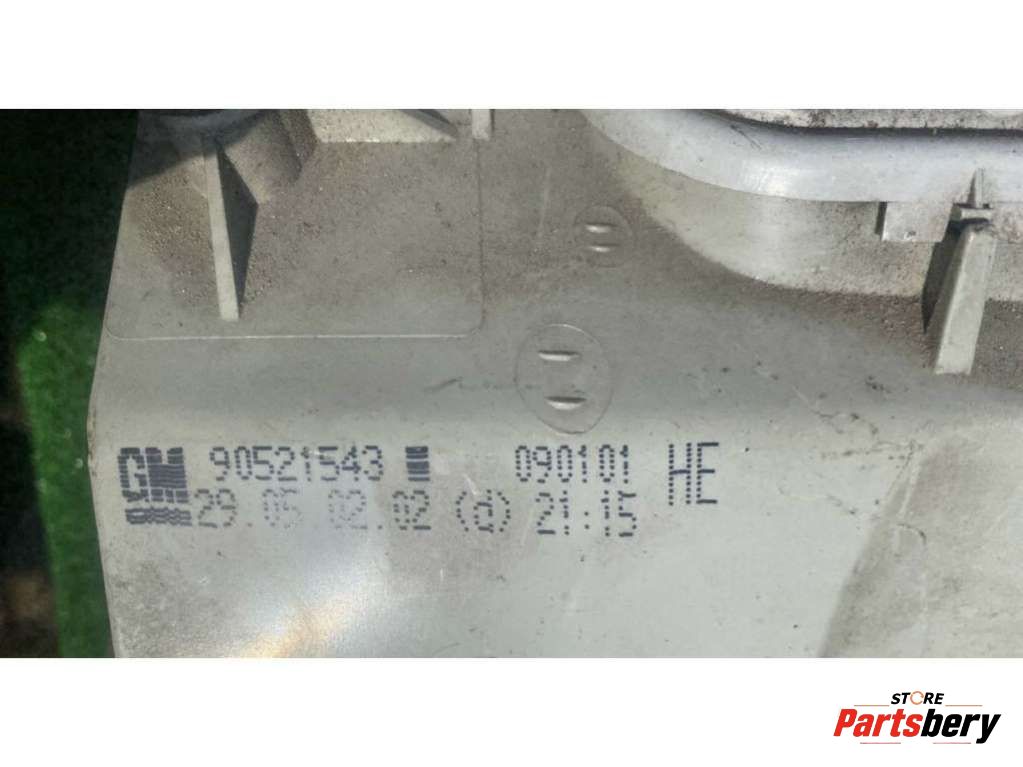 GM 90521543 090101 HE
29.05 02.02 (d) 21:15
STORE
Partsbery